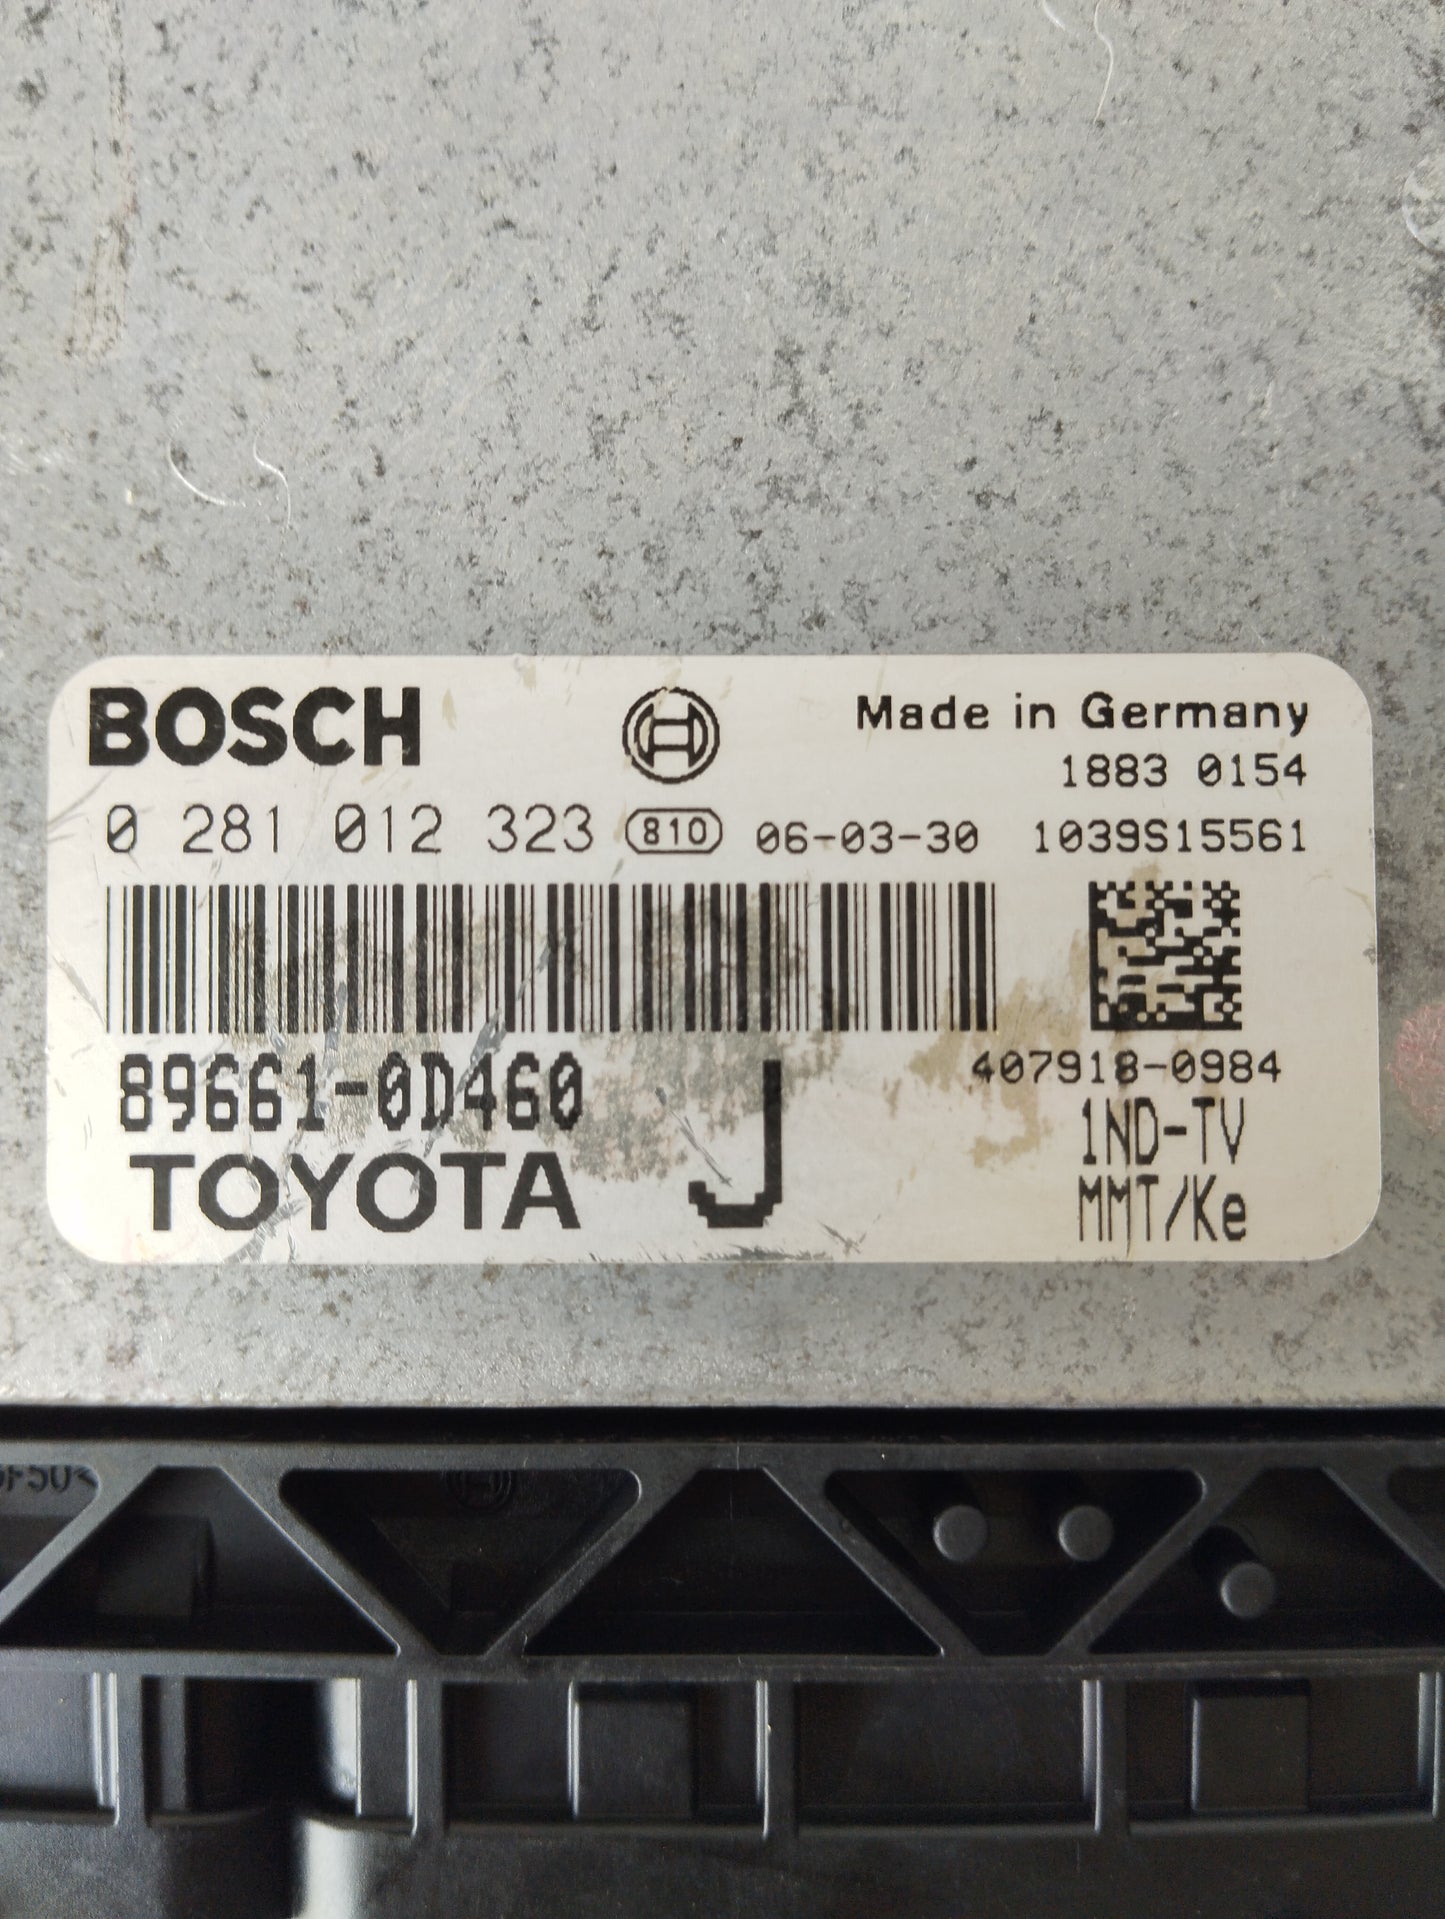 BOSCH
Made in Germany
1883 0154
0 281 012 323 810 06-03-30 1039S15561
89661-0D460
407918-0984
J
1ND-TV
TOYOTA
MMT/Ke
F50<